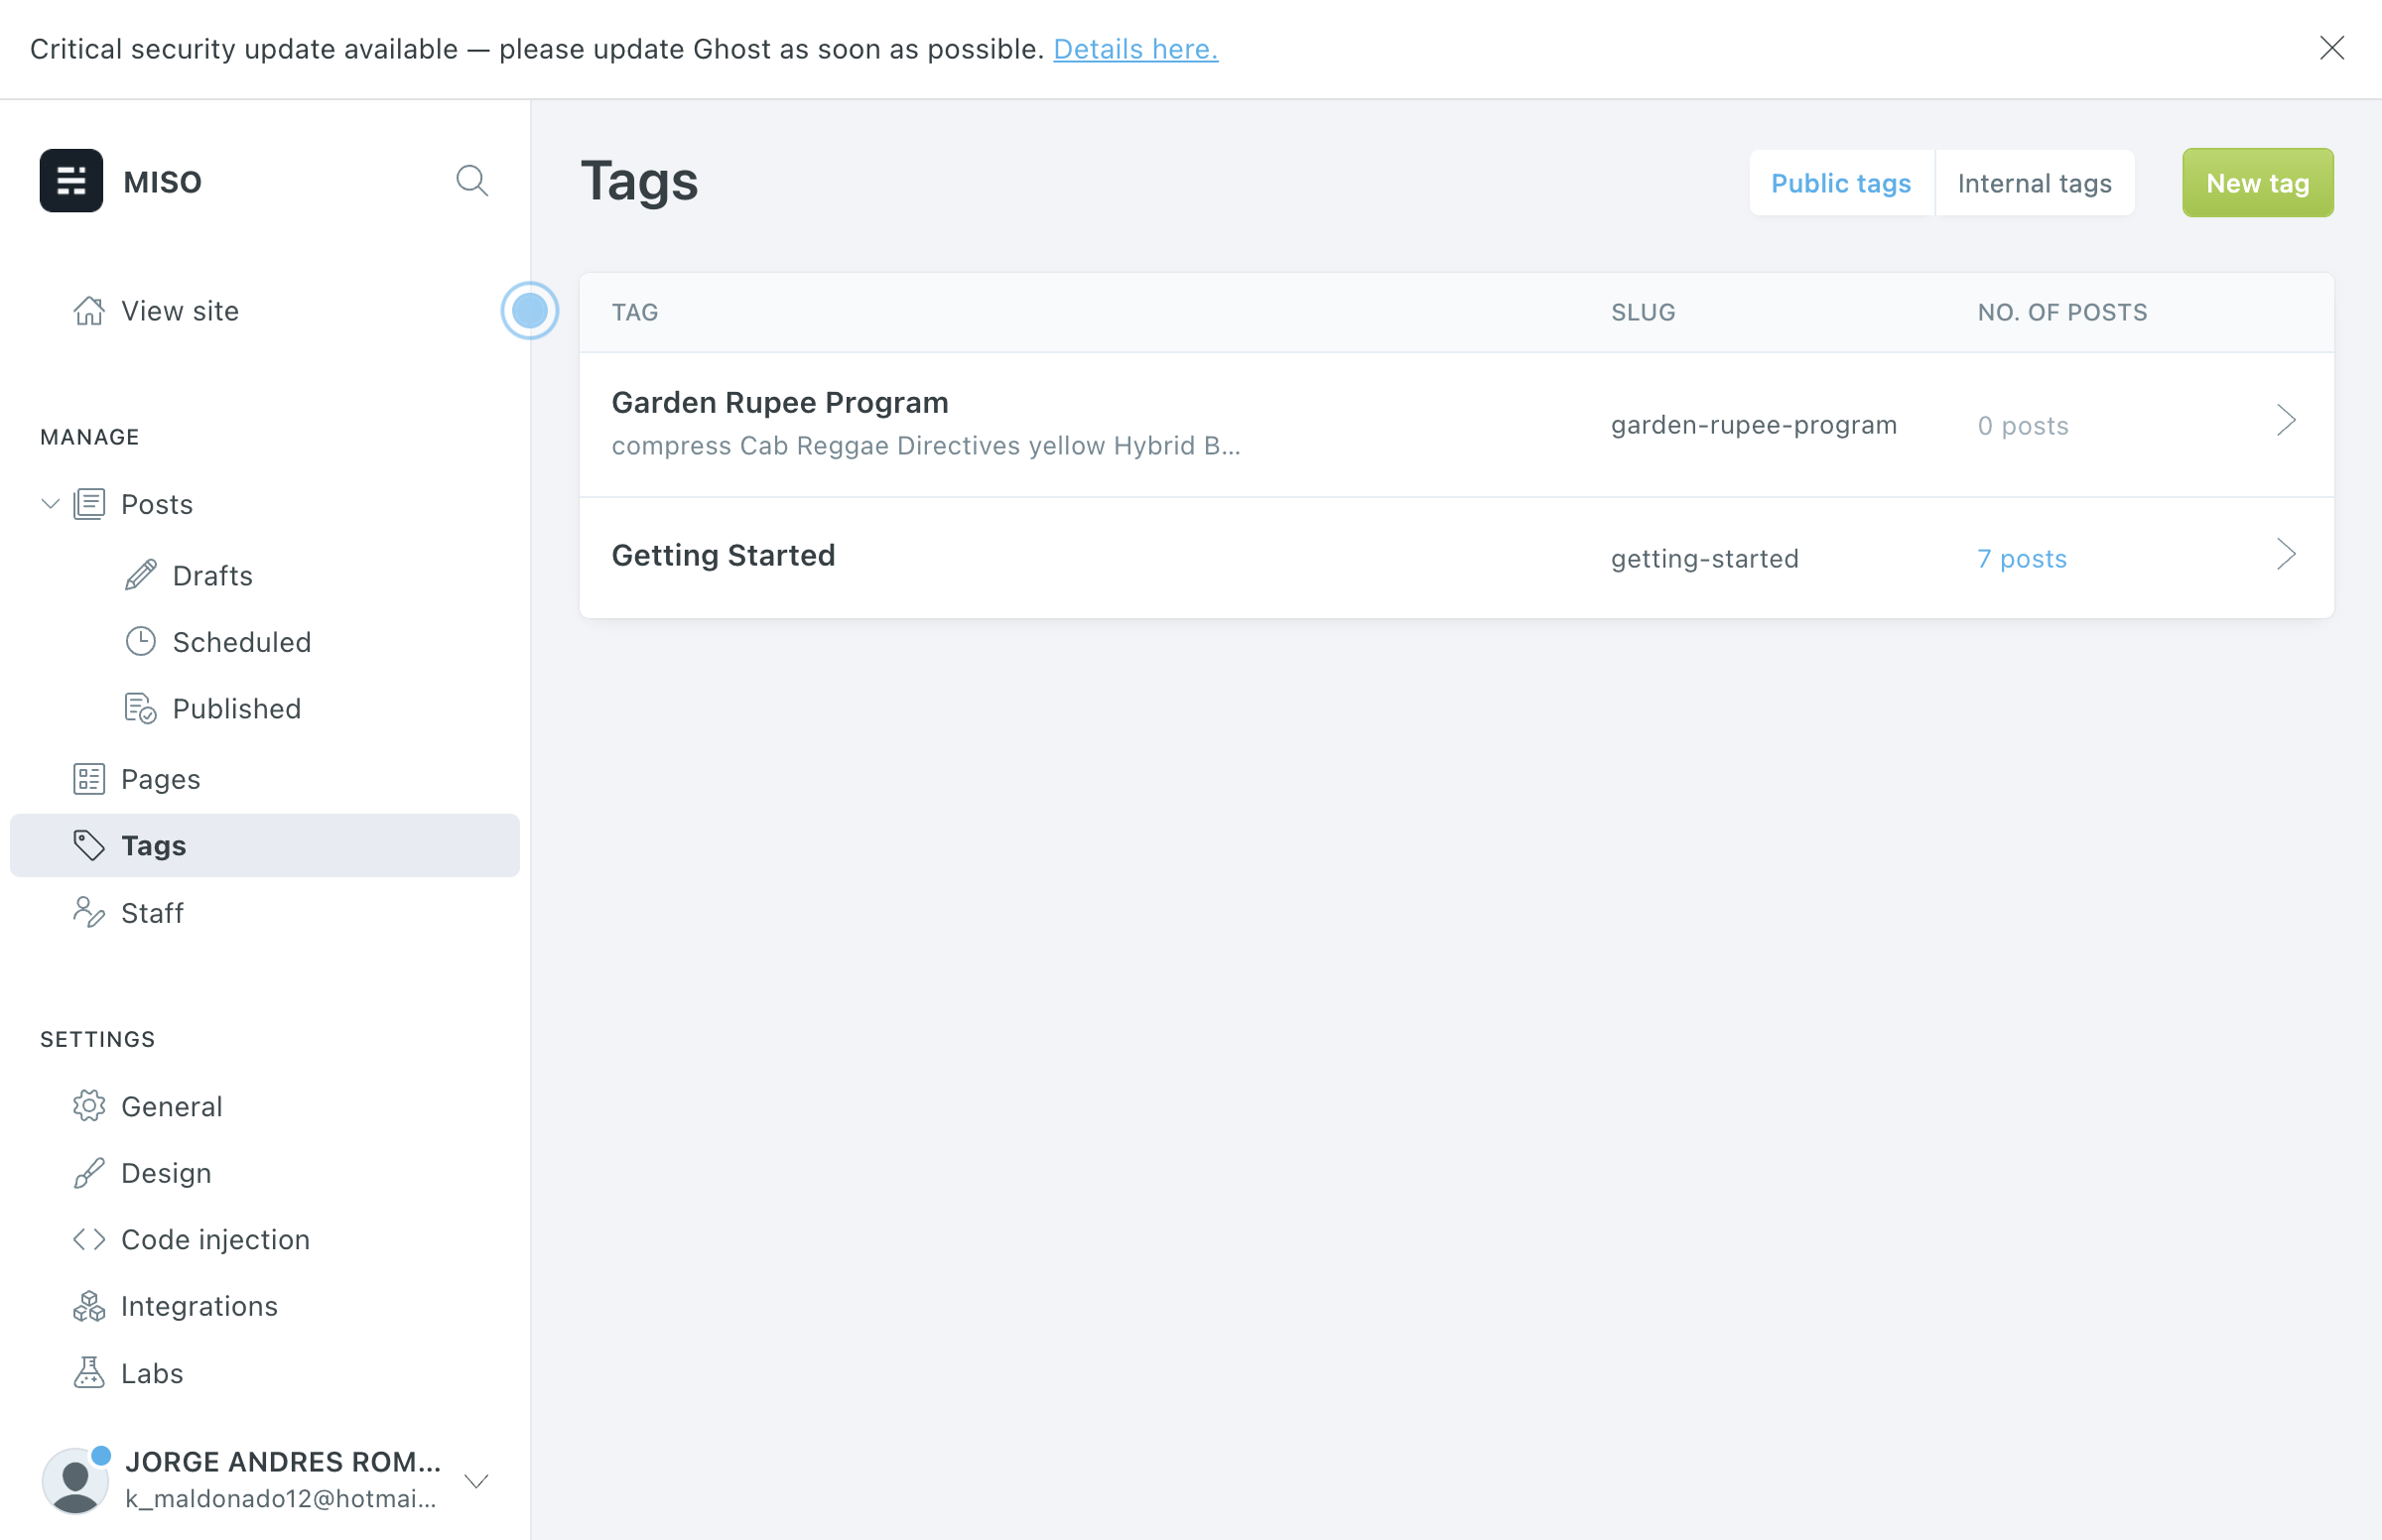 Critical security update available — please update Ghost as soon as possible. Details here.
MISO
View site
MANAGE
Posts
Drafts
Scheduled
Published
Pages
Tags
Staff
SETTINGS
General
Design
Code injection
Integrations
Labs
JORGE ANDRES ROM...
k_maldonado12@hotmai...
Tags
Public tags
Internal tags
New tag
TAG SLUG NO. OF POSTS
Garden Rupee Program
compress Cab Reggae Directives yellow Hybrid B...
garden-rupee-program
0 posts
Getting Started
getting-started
7 posts